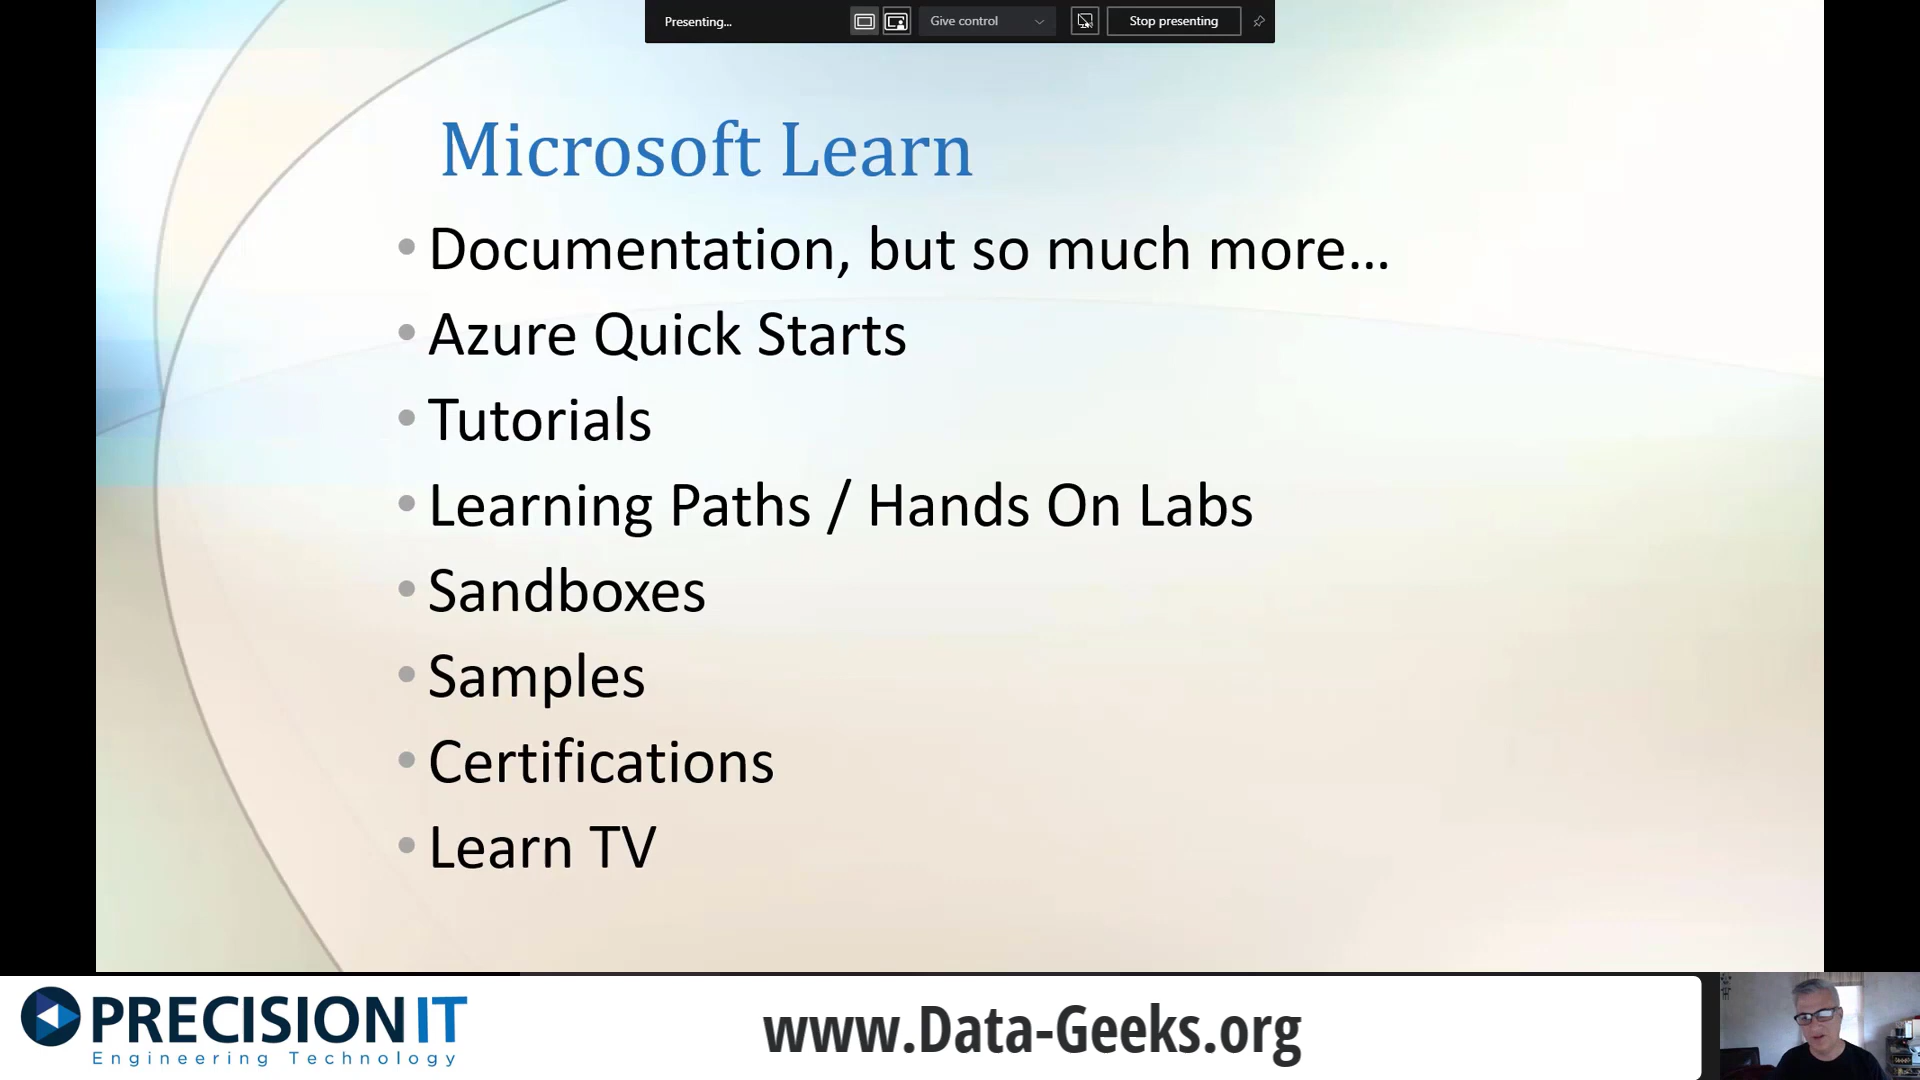 Presenting...
Give control
Stop presenting
Microsoft Learn
• Documentation, but so much more...
• Azure Quick Starts
• Tutorials
• Learning Paths / Hands On Labs
• Sandboxes
• Samples
• Certifications
• Learn TV
PRECISION IT
Engineering Technology
www.Data-Geeks.org